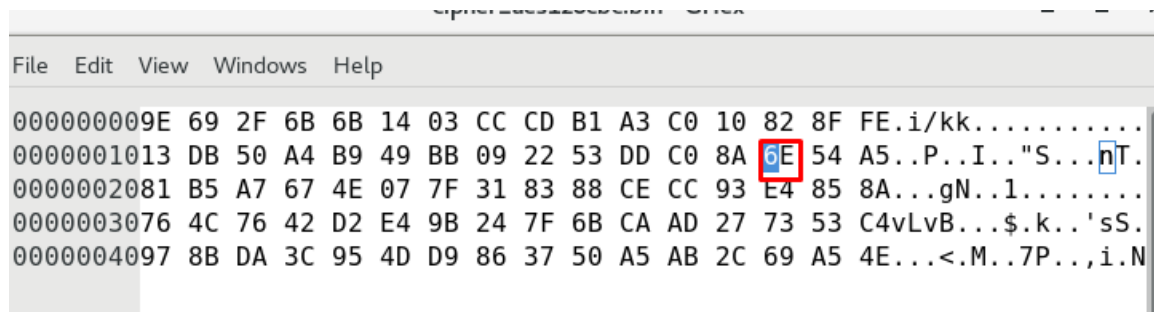 File Edit View Windows Help
000000009E 69 2F 6B 6B 14 03 CC CD B1 A3 C0 10 82 8F FE.i/kk...........
0000001013 DB 50 A4 B9 49 BB 09 22 53 DD C0 8A 6E 54 A5..P..I.."S...nT.
0000002081 B5 A7 67 4E 07 7F 31 83 88 CE CC 93 E4 85 8A...gN..1........
0000003076 4C 76 42 D2 E4 9B 24 7F 6B CA AD 27 73 53 C4vLvB...$.k..'sS.
0000004097 8B DA 3C 95 4D D9 86 37 50 A5 AB 2C 69 A5 4E...<.M..7P..,i.N